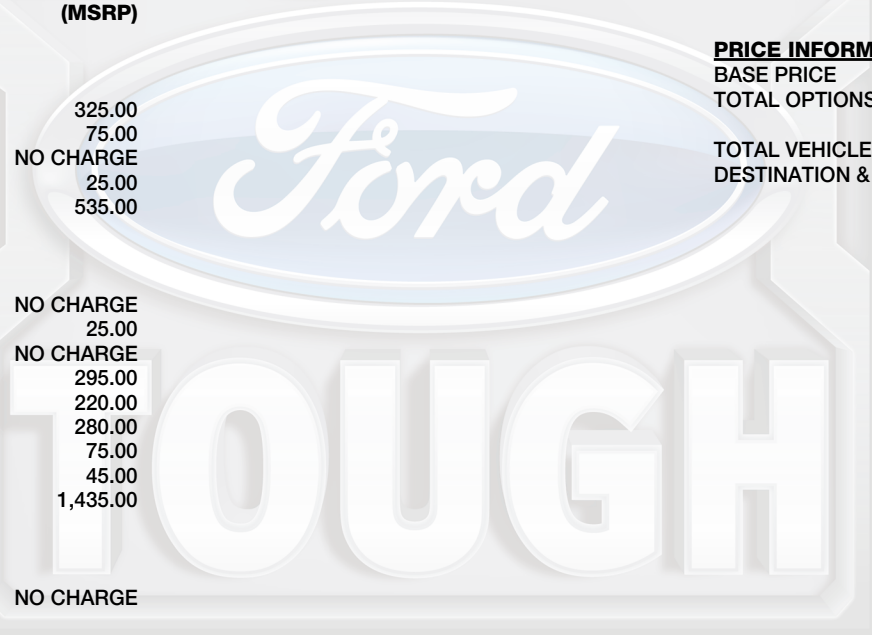 (MSRP)
325.00
75.00
NO CHARGE
25.00
535.00
NO CHARGE
25.00
NO CHARGE
295.00
220.00
280.00
75.00
45.00
1,435.00
NO CHARGE
PRICE INFORM
BASE PRICE
TOTAL OPTIONS
TOTAL VEHICLE
DESTINATION &
Ford
TOUGH